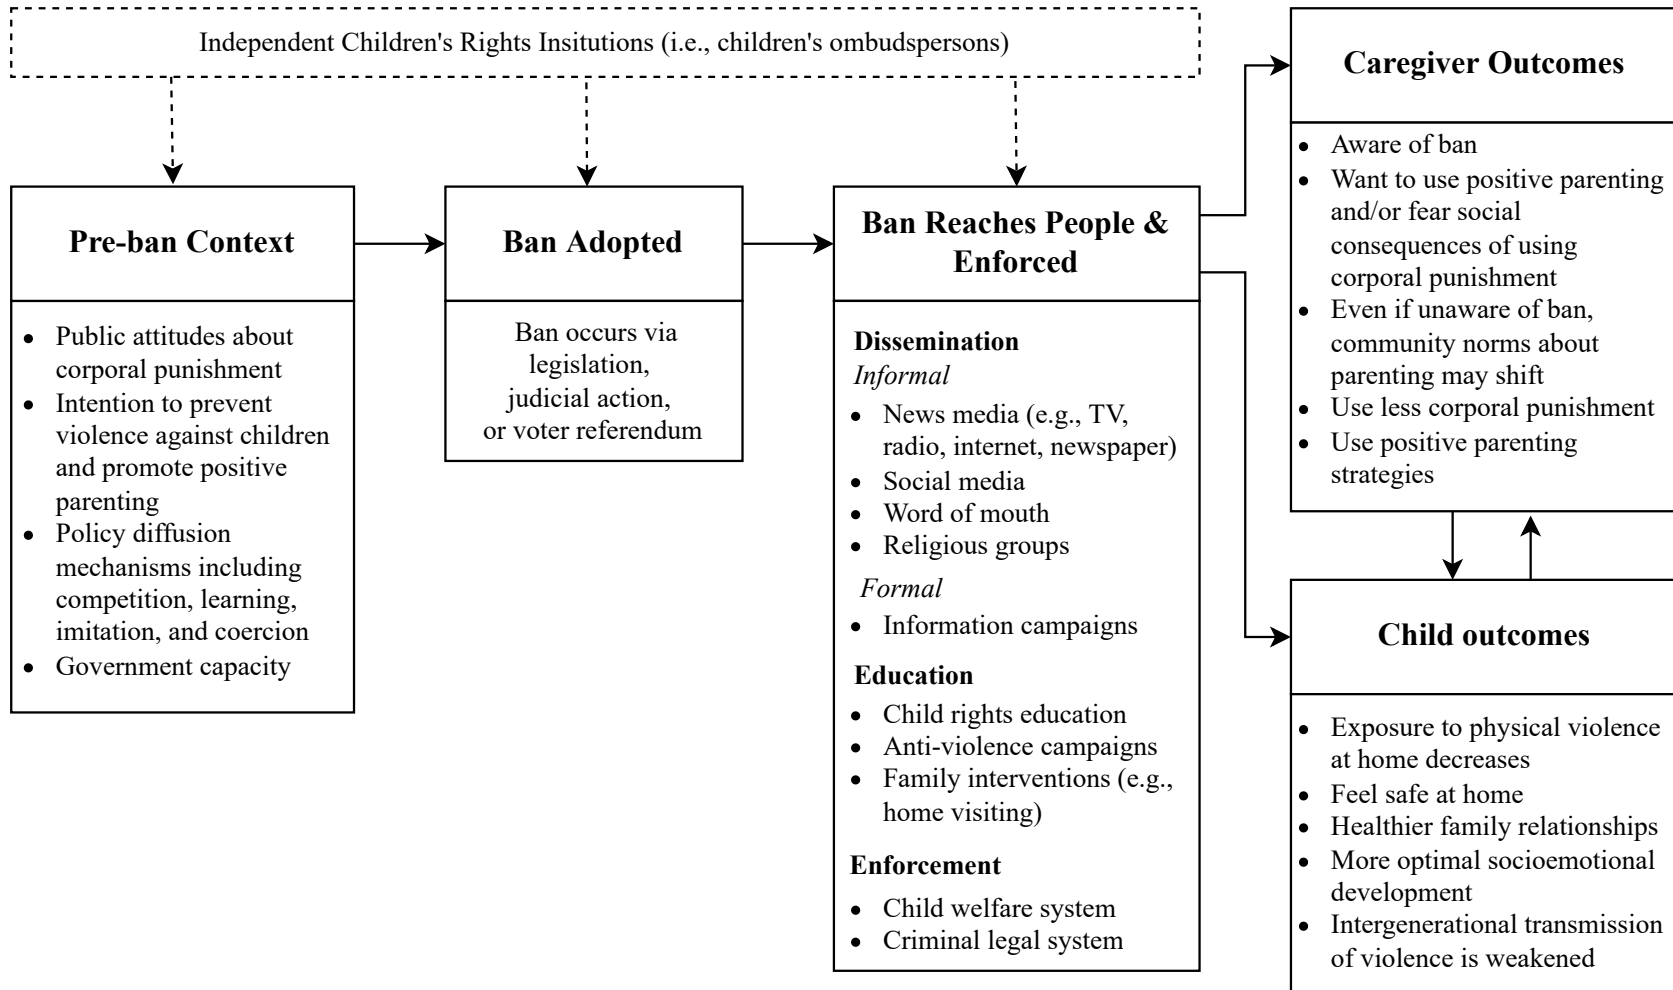 Independent Children's Rights Insitutions (i.e., children's ombudspersons)
Pre-ban Context
• Public attitudes about
corporal punishment
• Intention to prevent
violence against children
and promote positive
parenting
• Policy diffusion
mechanisms including
competition, learning,
imitation, and coercion
• Government capacity
Ban Adopted
Ban occurs via
legislation,
judicial action,
or voter referendum
Ban Reaches People &
Enforced
Dissemination
Informal
• News media (e.g., TV,
radio, internet, newspaper)
• Social media
• Word of mouth
• Religious groups
Formal
• Information campaigns
Education
• Child rights education
• Anti-violence campaigns
• Family interventions (e.g.,
home visiting)
Enforcement
• Child welfare system
• Criminal legal system
Caregiver Outcomes
• Aware of ban
• Want to use positive parenting
and/or fear social
consequences of using
corporal punishment
• Even if unaware of ban,
community norms about
parenting may shift
• Use less corporal punishment
• Use positive parenting
strategies
Child outcomes
• Exposure to physical violence
at home decreases
• Feel safe at home
• Healthier family relationships
• More optimal socioemotional
development
• Intergenerational transmission
of violence is weakened